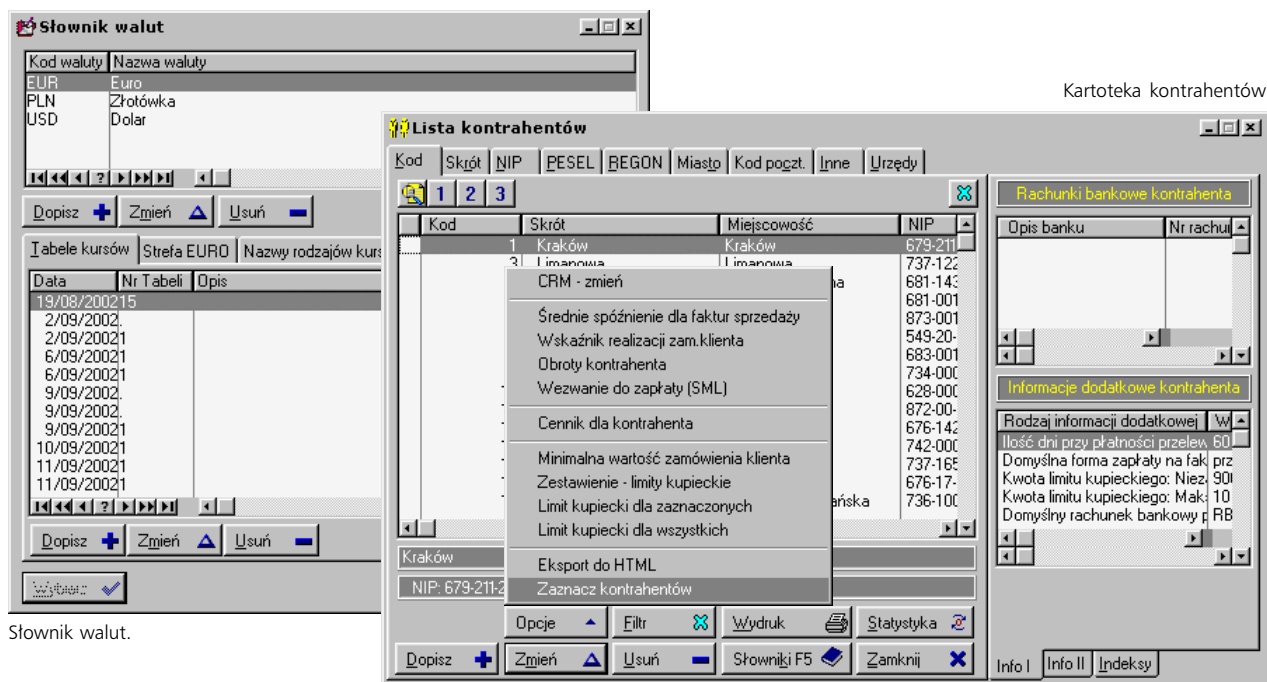 Słownik walut
Kod waluty Nazwa waluty
EUR Euro
PLN Złotówka
USD Dolar
Dopisz Zmień Usuń
Tabele kursów Strefa EURO Nazwy rodzajów kurs
Data Nr Tabeli Opis
19/08/2002 15
2/09/2002 .
2/09/2002 1
6/09/2002 1
6/09/2002 1
9/09/2002 .
9/09/2002 .
9/09/2002 1
10/09/2002 1
11/09/2002 1
11/09/2002 1
Dopisz Zmień Usuń
Wybierz
Słownik walut.
Kartoteka kontrahentów
Lista kontrahentów
Kod Skrót NIP PESEL REGON Miasto Kod poczt. Inne Urzędy
1 2 3
Kod Skrót Miejscowość NIP
1 Kraków Kraków 679-211
3 Limanowa Limanowa 737-122
na 681-143
681-001
873-001
549-20-
683-001
734-000
628-000
872-00-
676-142
742-000
737-165
676-17-
ańska 736-100
CRM - zmień
Średnie spóźnienie dla faktur sprzedaży
Wskaźnik realizacji zam.klienta
Obroty kontrahenta
Wezwanie do zapłaty (SML)
Cennik dla kontrahenta
Minimalna wartość zamówienia klienta
Zestawienie - limity kupieckie
Limit kupiecki dla zaznaczonych
Limit kupiecki dla wszystkich
Eksport do HTML
Zaznacz kontrahentów
Kraków
NIP: 679-211-2
Opcje Filtr Wydruk Statystyka
Dopisz Zmień Usuń Słowniki F5 Zamknij
Rachunki bankowe kontrahenta
Opis banku Nr rachun
Informacje dodatkowe kontrahenta
Rodzaj informacji dodatkowej W
Ilość dni przy płatności przelew 60
Domyślna forma zapłaty na fak prz
Kwota limitu kupieckiego: Niez 900
Kwota limitu kupieckiego: Mak: 10
Domyślny rachunek bankowy p RB
Info I Info II Indeksy